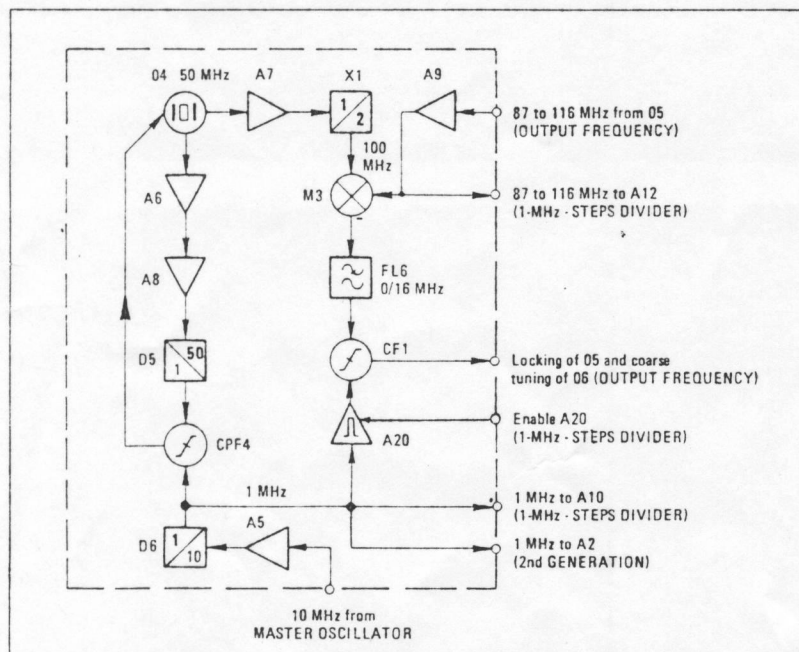 04 50 MHz
A7
X1
A9
1
2
87 to 116 MHz from 05
(OUTPUT FREQUENCY)
100
MHz
A6
M3
-
87 to 116 MHz to A12
(1-MHz - STEPS DIVIDER)
A8
FL6
0/16 MHz
D5
50
1
CF1
Locking of 05 and coarse
tuning of 06 (OUTPUT FREQUENCY)
CPF4
A20
Enable A20
(1-MHz - STEPS DIVIDER)
1 MHz
1 MHz to A10
(1-MHz - STEPS DIVIDER)
D6
1
10
A5
1 MHz to A2
(2nd GENERATION)
10 MHz from
MASTER OSCILLATOR